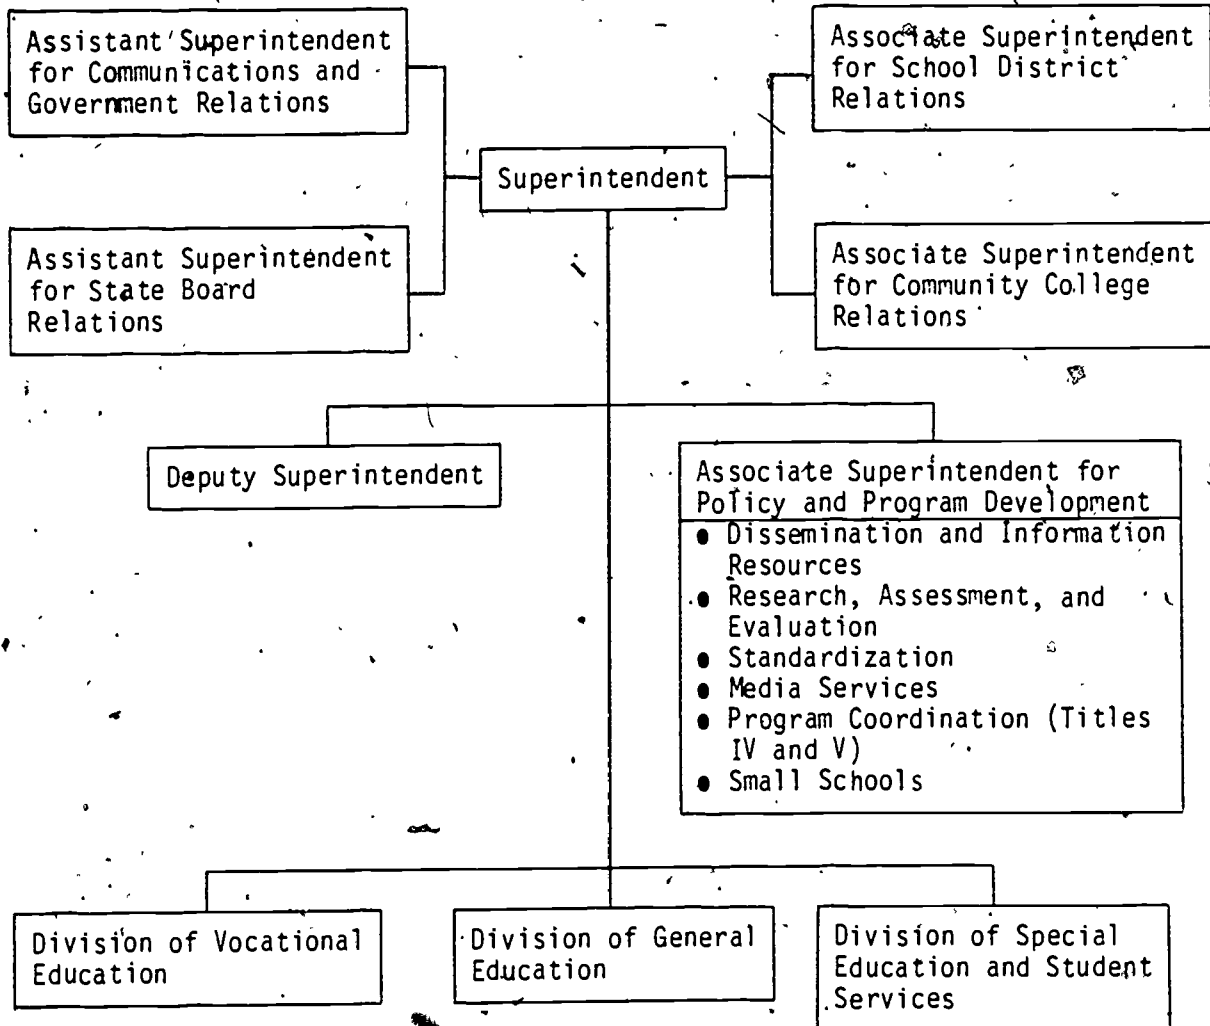 Assistant Superintendent
for Communications and
Government Relations
Associate Superintendent
for School District
Relations
Superintendent
Assistant Superintendent
for State Board
Relations
Associate Superintendent
for Community College
Relations
Deputy Superintendent
Associate Superintendent for
Policy and Program Development
● Dissemination and Information
Resources
● Research, Assessment, and
Evaluation
● Standardization
● Media Services
● Program Coordination (Titles
IV and V)
● Small Schools
Division of Vocational
Education
Division of General
Education
Division of Special
Education and Student
Services